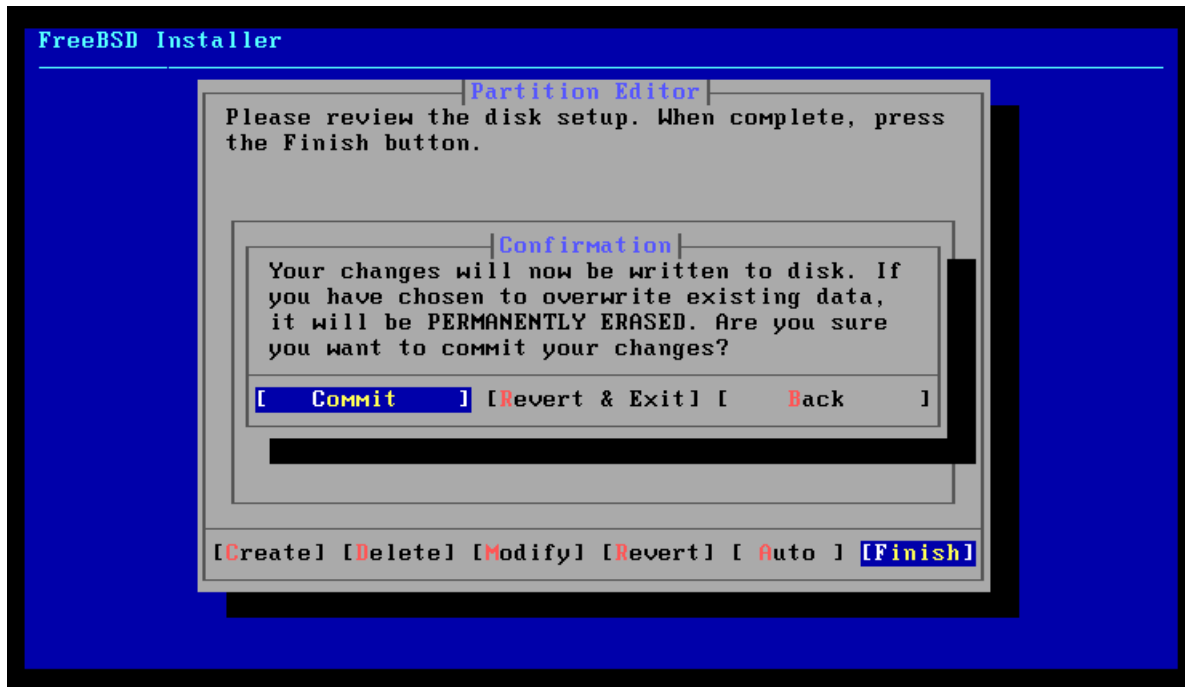 FreeBSD Installer
Partition Editor
Please review the disk setup. When complete, press
the Finish button.
Confirmation
Your changes will now be written to disk. If
you have chosen to overwrite existing data,
it will be PERMANENTLY ERASED. Are you sure
you want to commit your changes?
[ Commit ] [Revert & Exit] [ Back ]
[Create] [Delete] [Modify] [Revert] [ Auto ] [Finish]